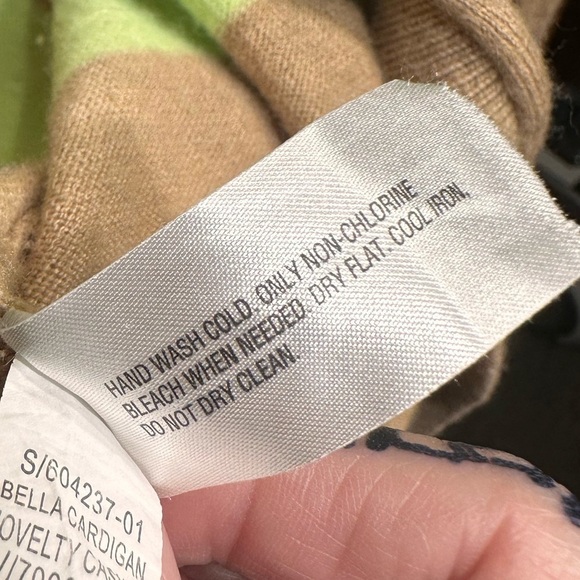 HAND WASH COLD. ONLY NON-CHLORINE
BLEACH WHEN NEEDED. DRY FLAT. COOL IRON.
DO NOT DRY CLEAN.
S/604237-01
BELLA CARDIGAN